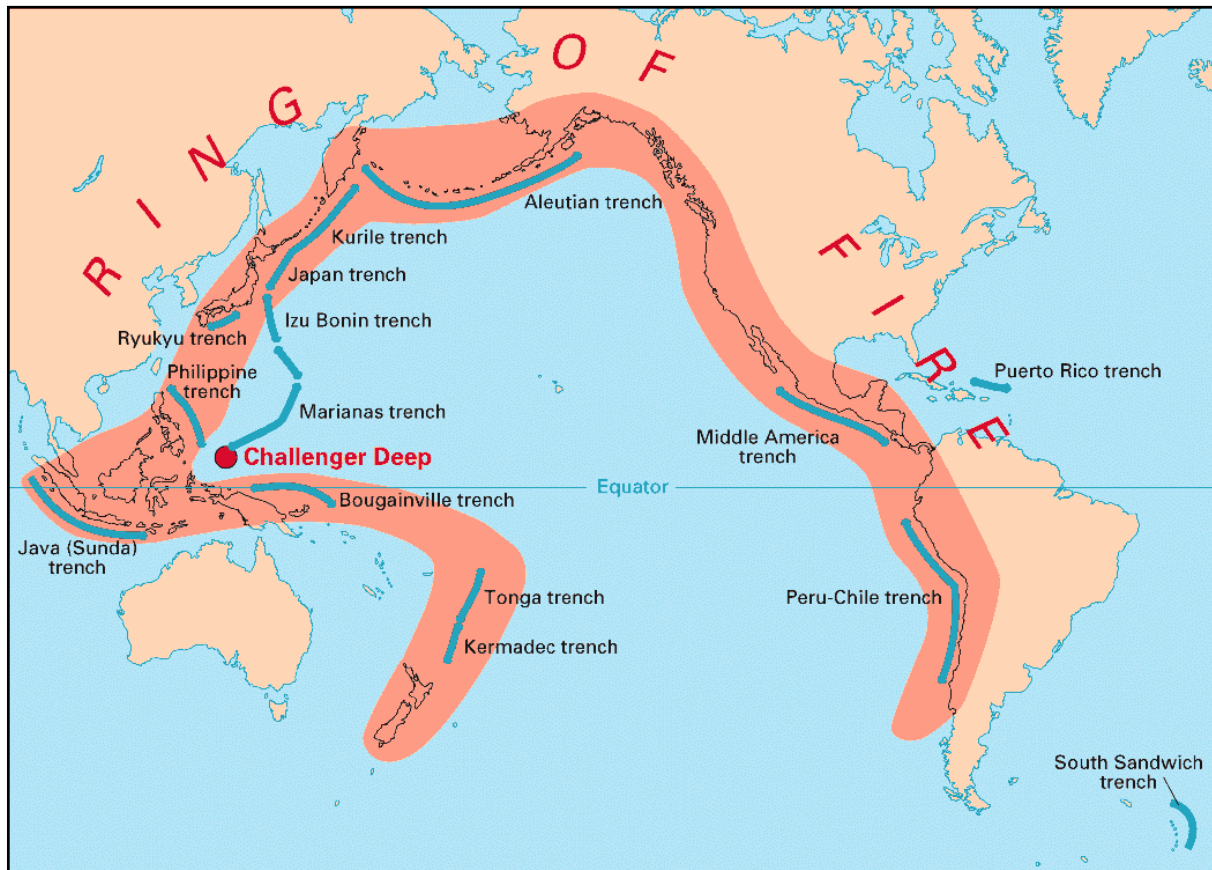 RING OF FIRE
Aleutian trench
Kurile trench
Japan trench
Izu Bonin trench
Ryukyu trench
Philippine
trench
Marianas trench
Challenger Deep
Puerto Rico trench
Middle America
trench
Equator
Bougainville trench
Java (Sunda)
trench
Tonga trench
Peru-Chile trench
Kermadec trench
South Sandwich
trench